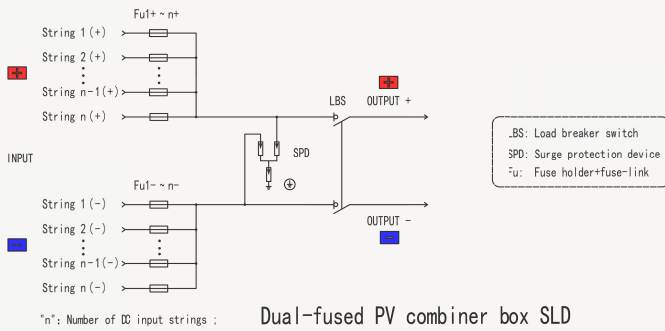 Fu1+ ~ n+
String 1 (+)
String 2 (+)
String n-1(+)
String n(+)
LBS
OUTPUT +
SPD
INPUT
Fu1- ~ n-
String 1 (-)
String 2 (-)
String n-1(-)
String n(-)
OUTPUT -
LBS: Load breaker switch
SPD: Surge protection device
Fu: Fuse holder+fuse-link
"n": Number of DC input strings ;
Dual-fused PV combiner box SLD